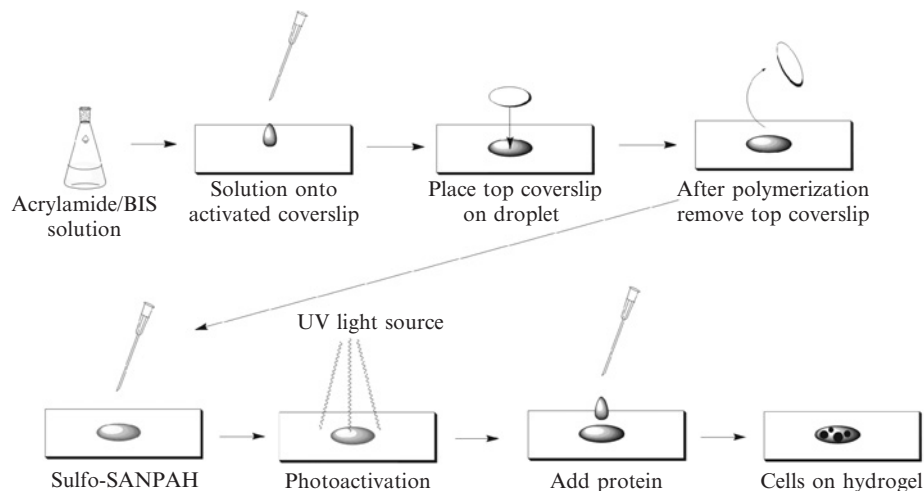 Acrylamide/BIS
solution
Solution onto
activated coverslip
Place top coverslip
on droplet
After polymerization
remove top coverslip
UV light source
Sulfo-SANPAH
Photoactivation
Add protein
Cells on hydrogel